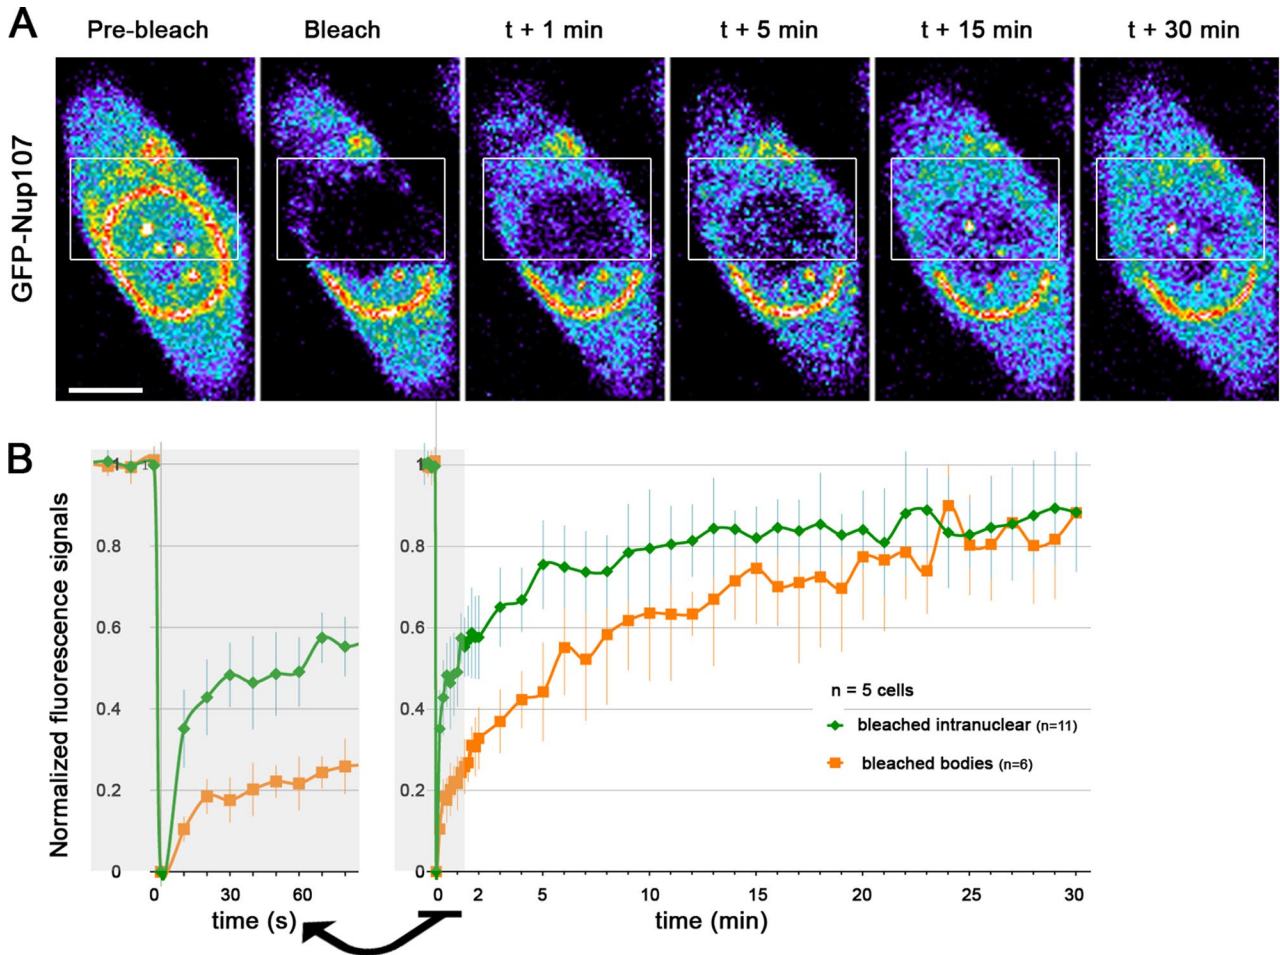 A
Pre-bleach Bleach t + 1 min t + 5 min t + 15 min t + 30 min
GFP-Nup107
B
Normalized fluorescence signals
1 1 1
0.8 0.8
0.6 0.6
0.4 0.4
0.2 0.2
0 0
0 30 60
time (s)
0 2 5 10 15 20 25 30
time (min)
n = 5 cells
bleached intranuclear (n=11)
bleached bodies (n=6)